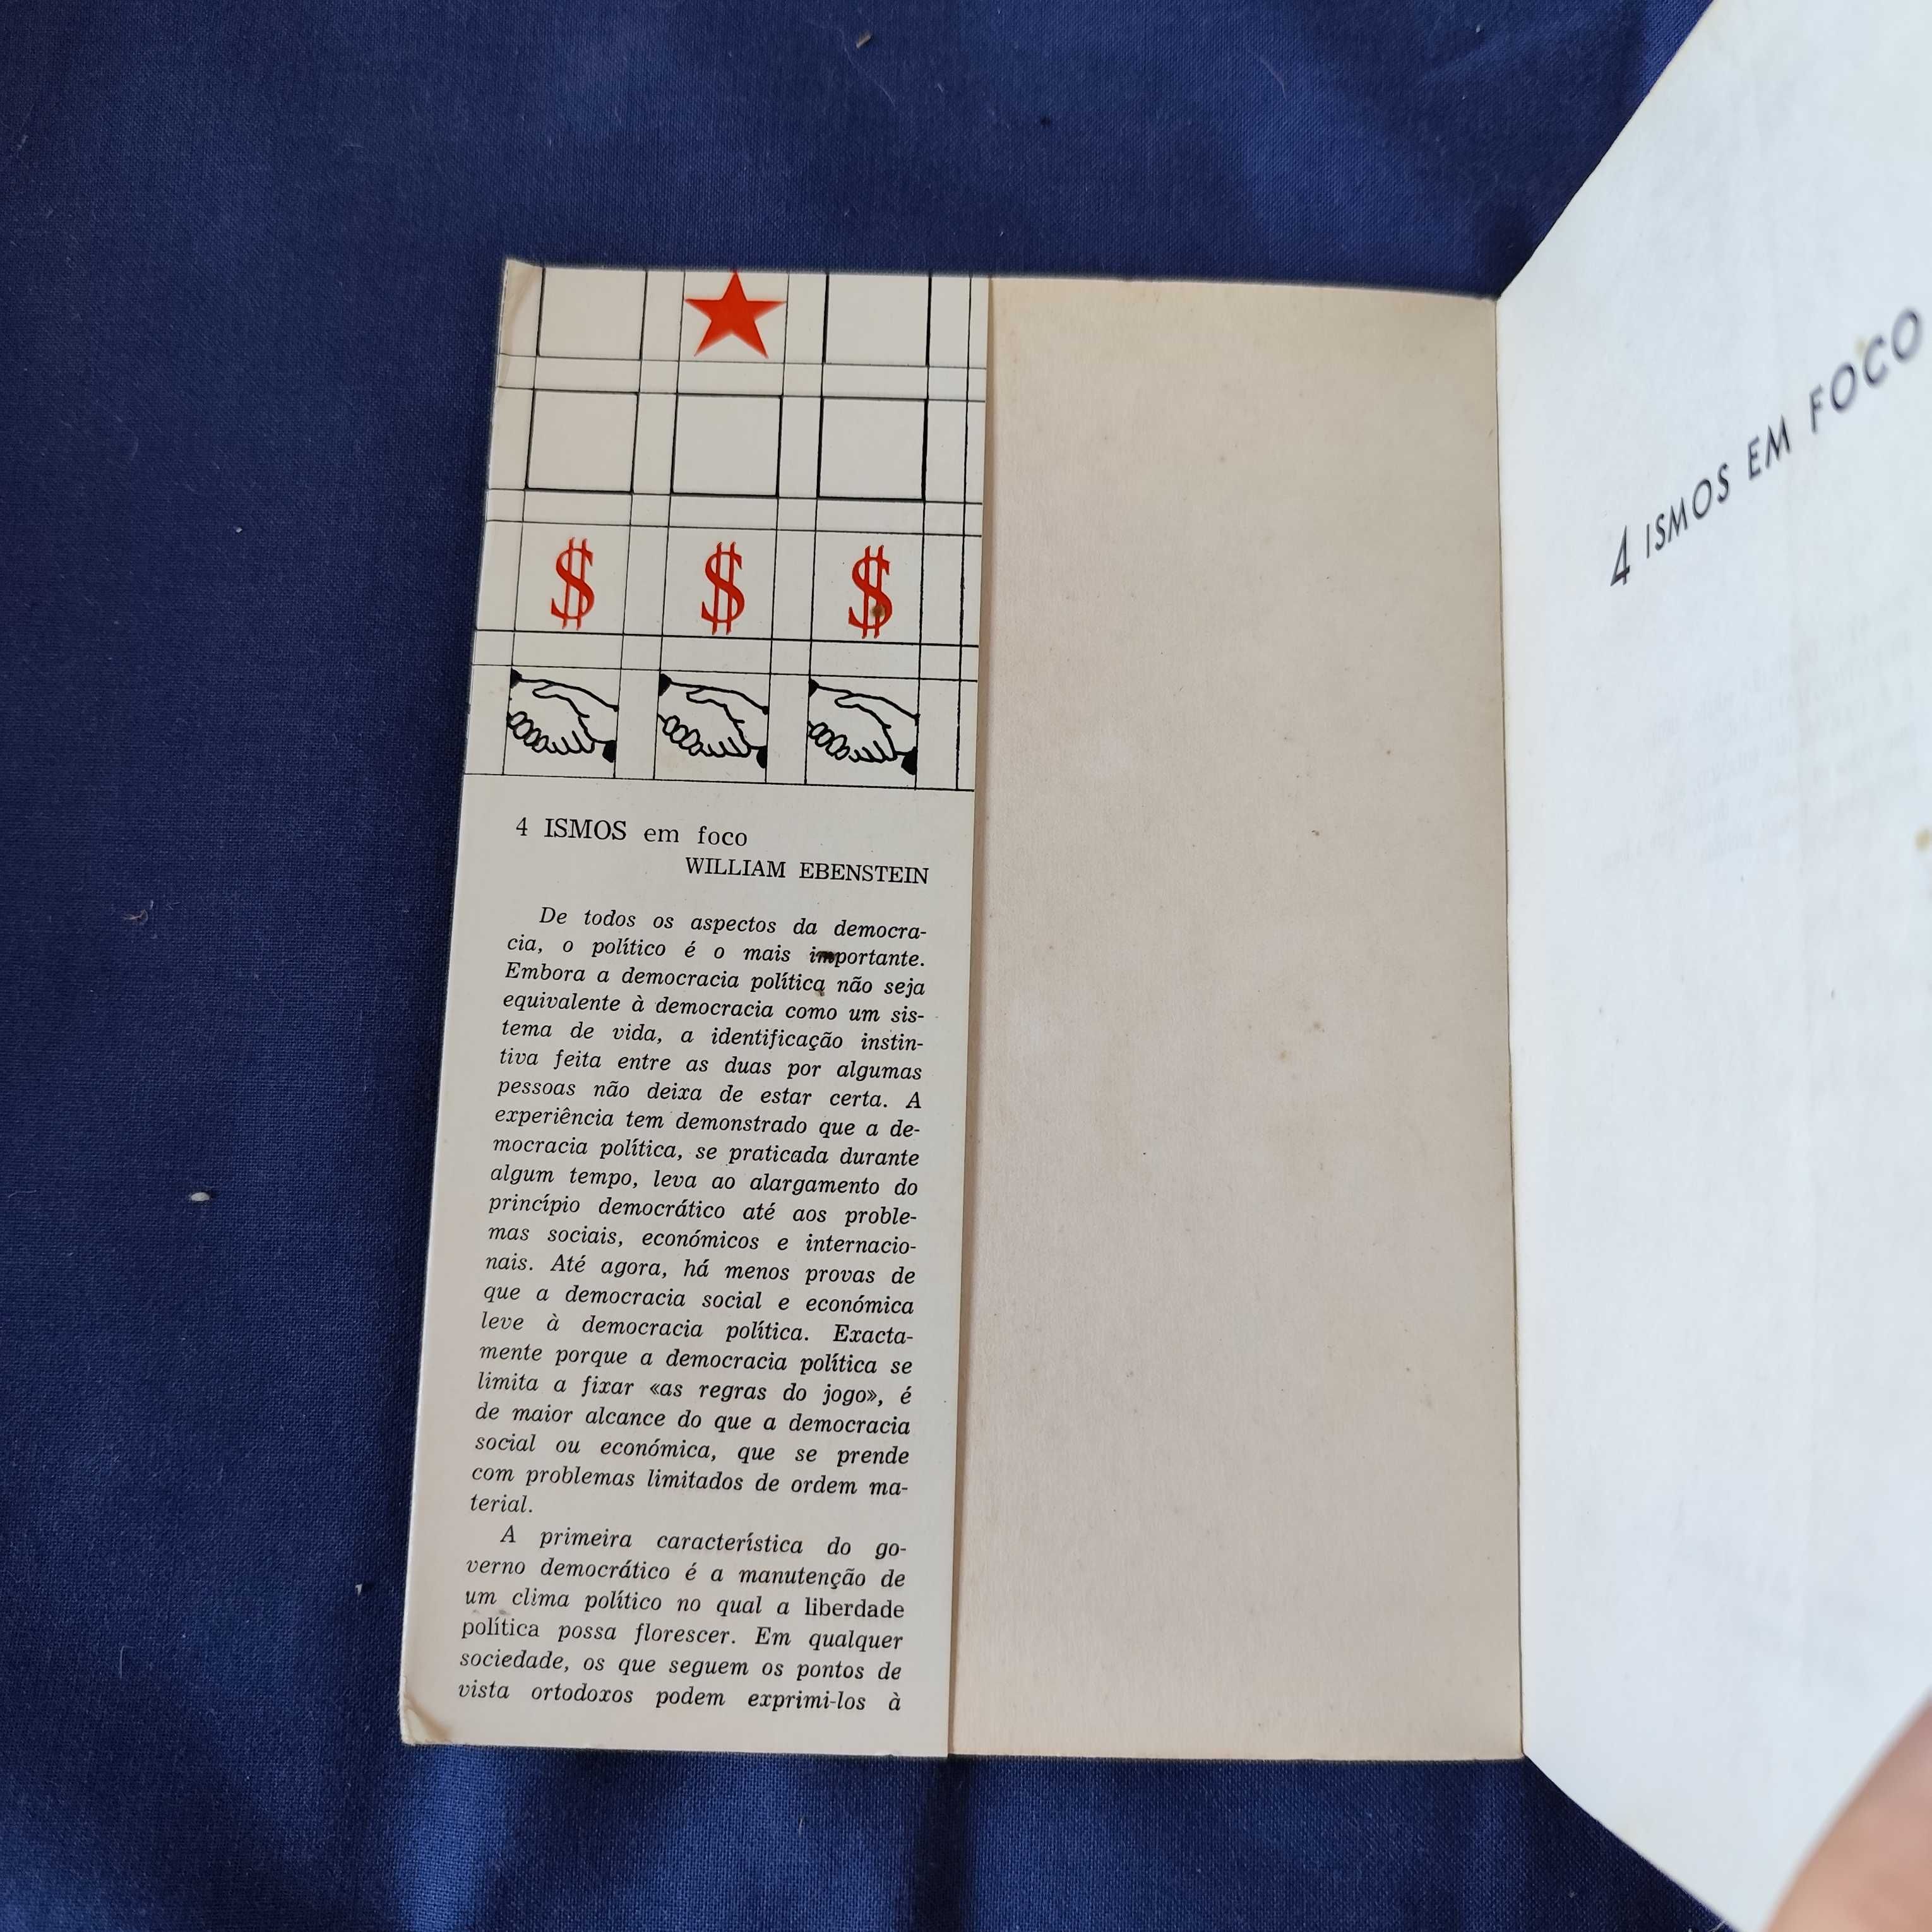 $ $ $
4 ISMOS em foco
WILLIAM EBENSTEIN
De todos os aspectos da democra-
cia, o político é o mais importante.
Embora a democracia política não seja
equivalente à democracia como um sis-
tema de vida, a identificação instin-
tiva feita entre as duas por algumas
pessoas não deixa de estar certa. A
experiência tem demonstrado que a de-
mocracia política, se praticada durante
algum tempo, leva ao alargamento do
princípio democrático até aos proble-
mas sociais, económicos e internacio-
nais. Até agora, há menos provas de
que a democracia social e económica
leve à democracia política. Exacta-
mente porque a democracia política se
limita a fixar «as regras do jogo», é
de maior alcance do que a democracia
social ou económica, que se prende
com problemas limitados de ordem ma-
terial.
A primeira característica do go-
verno democrático é a manutenção de
um clima político no qual a liberdade
política possa florescer. Em qualquer
sociedade, os que seguem os pontos de
vista ortodoxos podem exprimi-los à
4 ISMOS EM FOCO